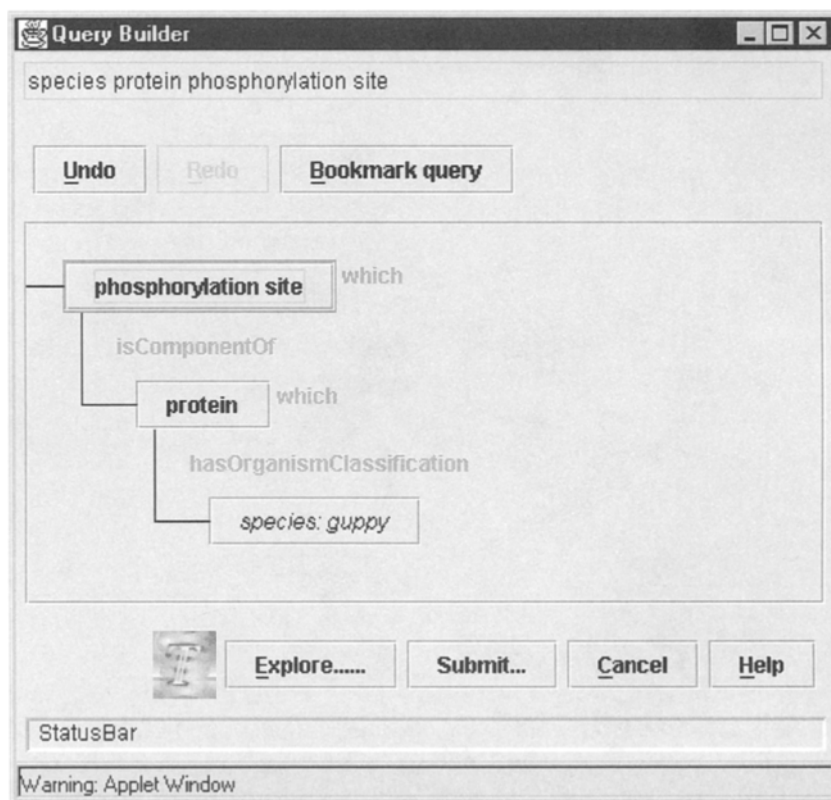 Query Builder
species protein phosphorylation site
Undo Redo Bookmark query
phosphorylation site which
isComponentOf
protein which
hasOrganismClassification
species: guppy
Explore...... Submit... Cancel Help
StatusBar
Warning: Applet Window